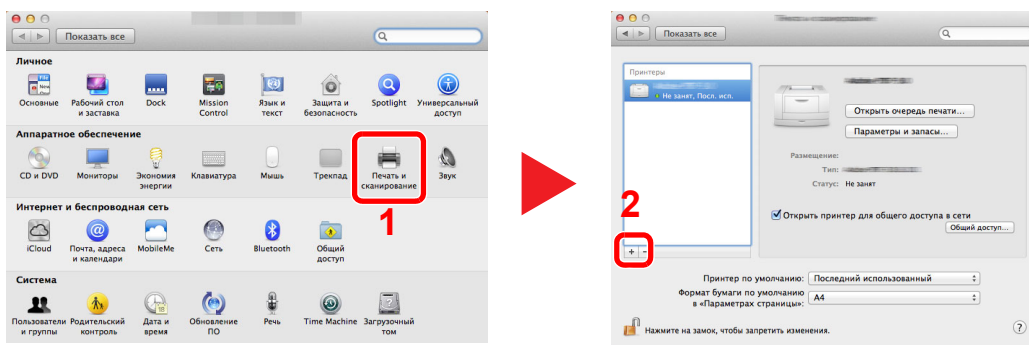 Показать все
Личное
Основные
Рабочий стол
и заставка
Dock
Mission
Control
Язык и
текст
Защита и
безопасность
Spotlight
Универсальный
доступ
Аппаратное обеспечение
CD и DVD
Мониторы
Экономия
энергии
Клавиатура
Мышь
Трекпад
Печать и
сканирование
Звук
1
Интернет и беспроводная сеть
iCloud
Почта, адреса
и календари
MobileMe
Сеть
Bluetooth
Общий
доступ
Система
Пользователи
и группы
Родительский
контроль
Дата и
время
Обновление
ПО
Речь
Time Machine
Загрузочный
том
Показать все
Принтеры
Не занят, Посл. исп.
Открыть очередь печати...
Параметры и запасы...
Размещение:
Тип:
Статус: Не занят
2
Открыть принтер для общего доступа в сети
Общий доступ...
+ −
Принтер по умолчанию: Последний использованный
Формат бумаги по умолчанию
в «Параметрах страницы»: A4
Нажмите на замок, чтобы запретить изменения.
?